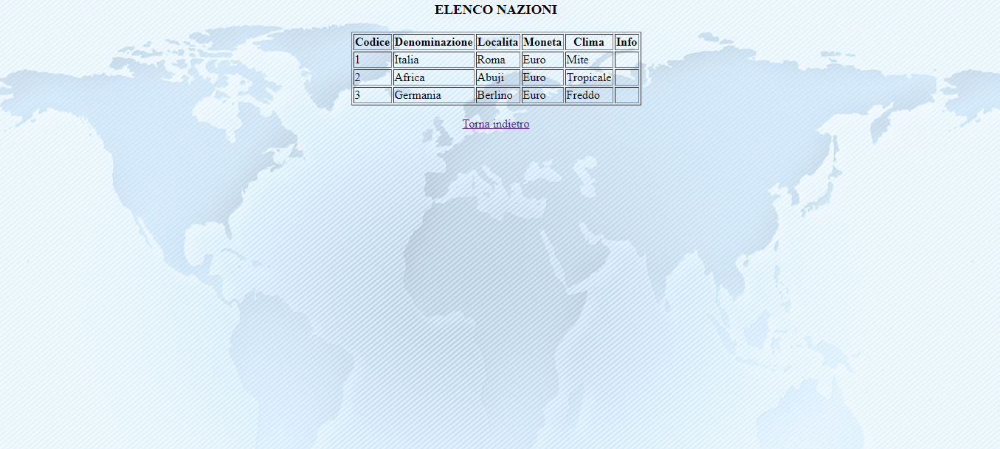 ELENCO NAZIONI
Codice Denominazione Localita Moneta Clima Info
1 Italia Roma Euro Mite
2 Africa Abuji Euro Tropicale
3 Germania Berlino Euro Freddo
Torna indietro